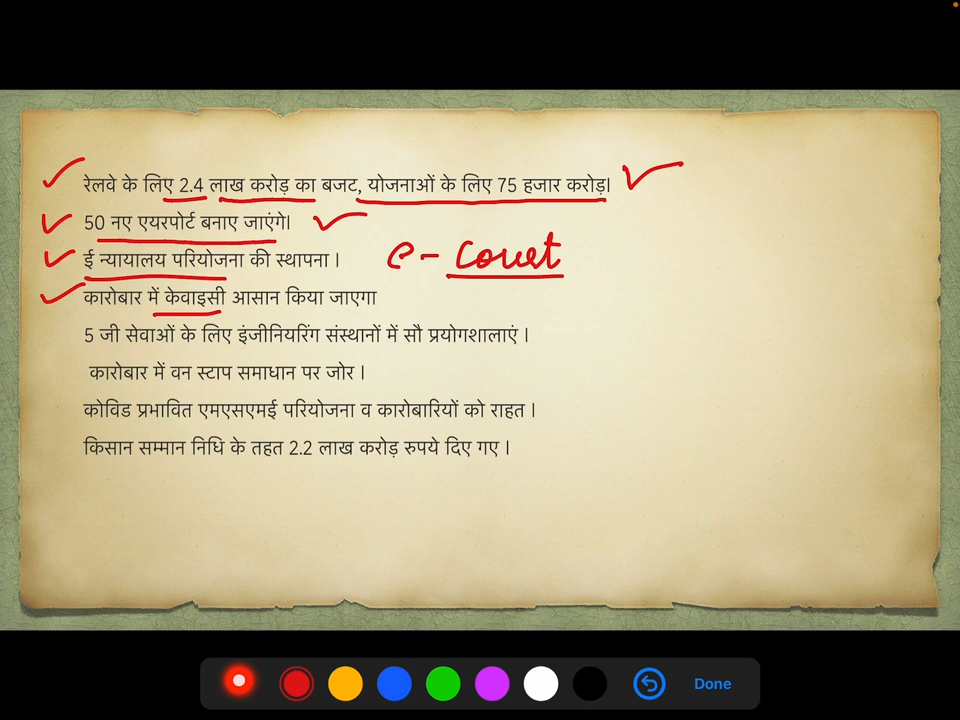 रेलवे के लिए 2.4 लाख करोड़ का बजट, योजनाओं के लिए 75 हजार करोड़।
50 नए एयरपोर्ट बनाए जाएंगे।
ई न्यायालय परियोजना की स्थापना । e-Court
कारोबार में केवाइसी आसान किया जाएगा
5 जी सेवाओं के लिए इंजीनियरिंग संस्थानों में सौ प्रयोगशालाएं ।
कारोबार में वन स्टाप समाधान पर जोर ।
कोविड प्रभावित एमएसएमई परियोजना व कारोबारियों को राहत ।
किसान सम्मान निधि के तहत 2.2 लाख करोड़ रुपये दिए गए ।
Done